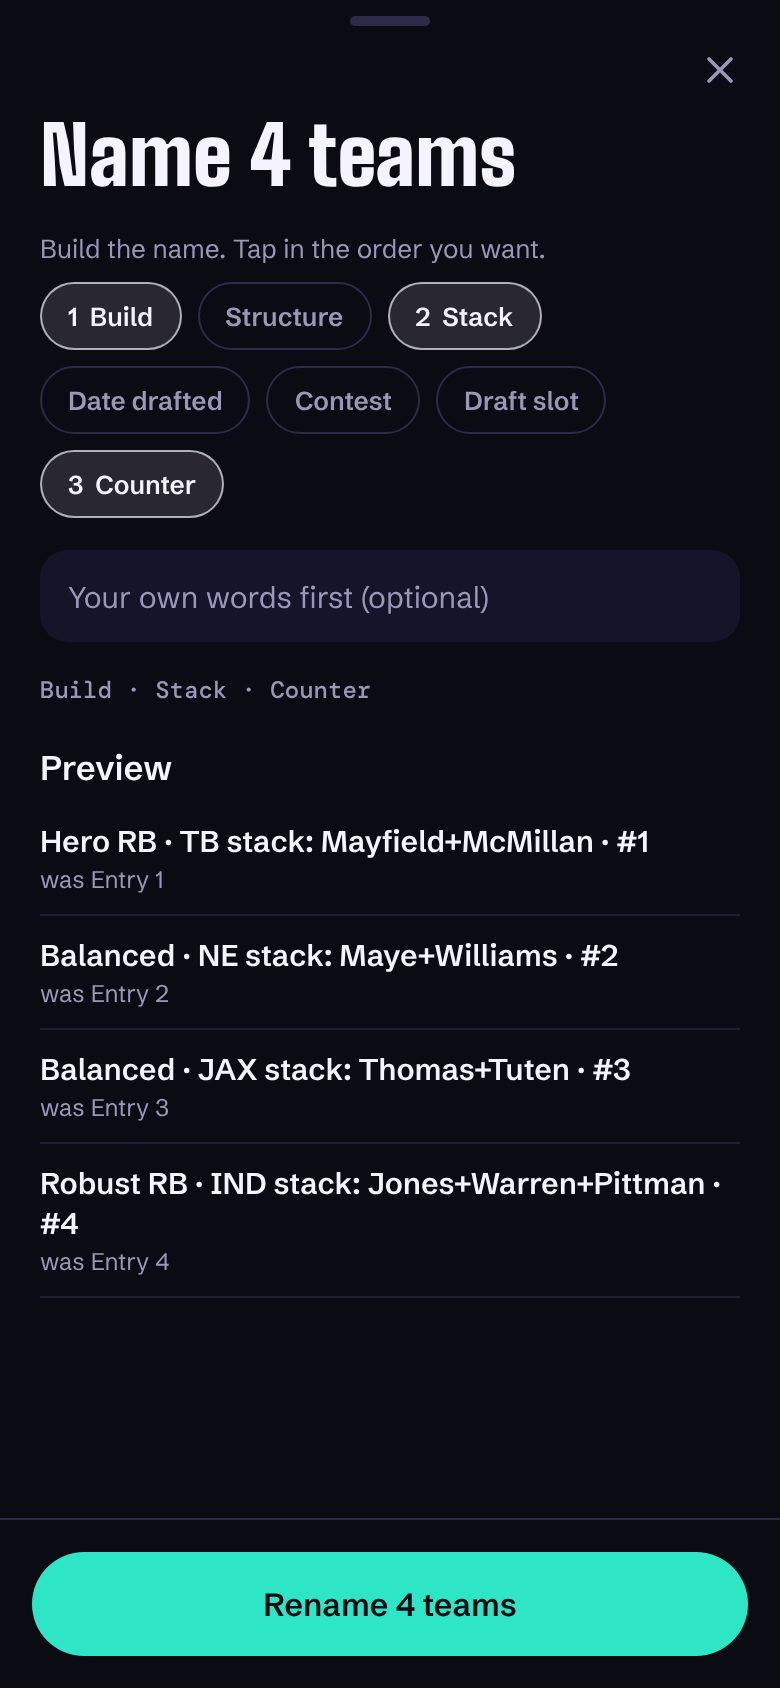 Name 4 teams
Build the name. Tap in the order you want.
1 Build
Structure
2 Stack
Date drafted
Contest
Draft slot
3 Counter
Your own words first (optional)
Build · Stack · Counter
Preview
Hero RB · TB stack: Mayfield+McMillan · #1
was Entry 1
Balanced · NE stack: Maye+Williams · #2
was Entry 2
Balanced · JAX stack: Thomas+Tuten · #3
was Entry 3
Robust RB · IND stack: Jones+Warren+Pittman ·
#4
was Entry 4
Rename 4 teams